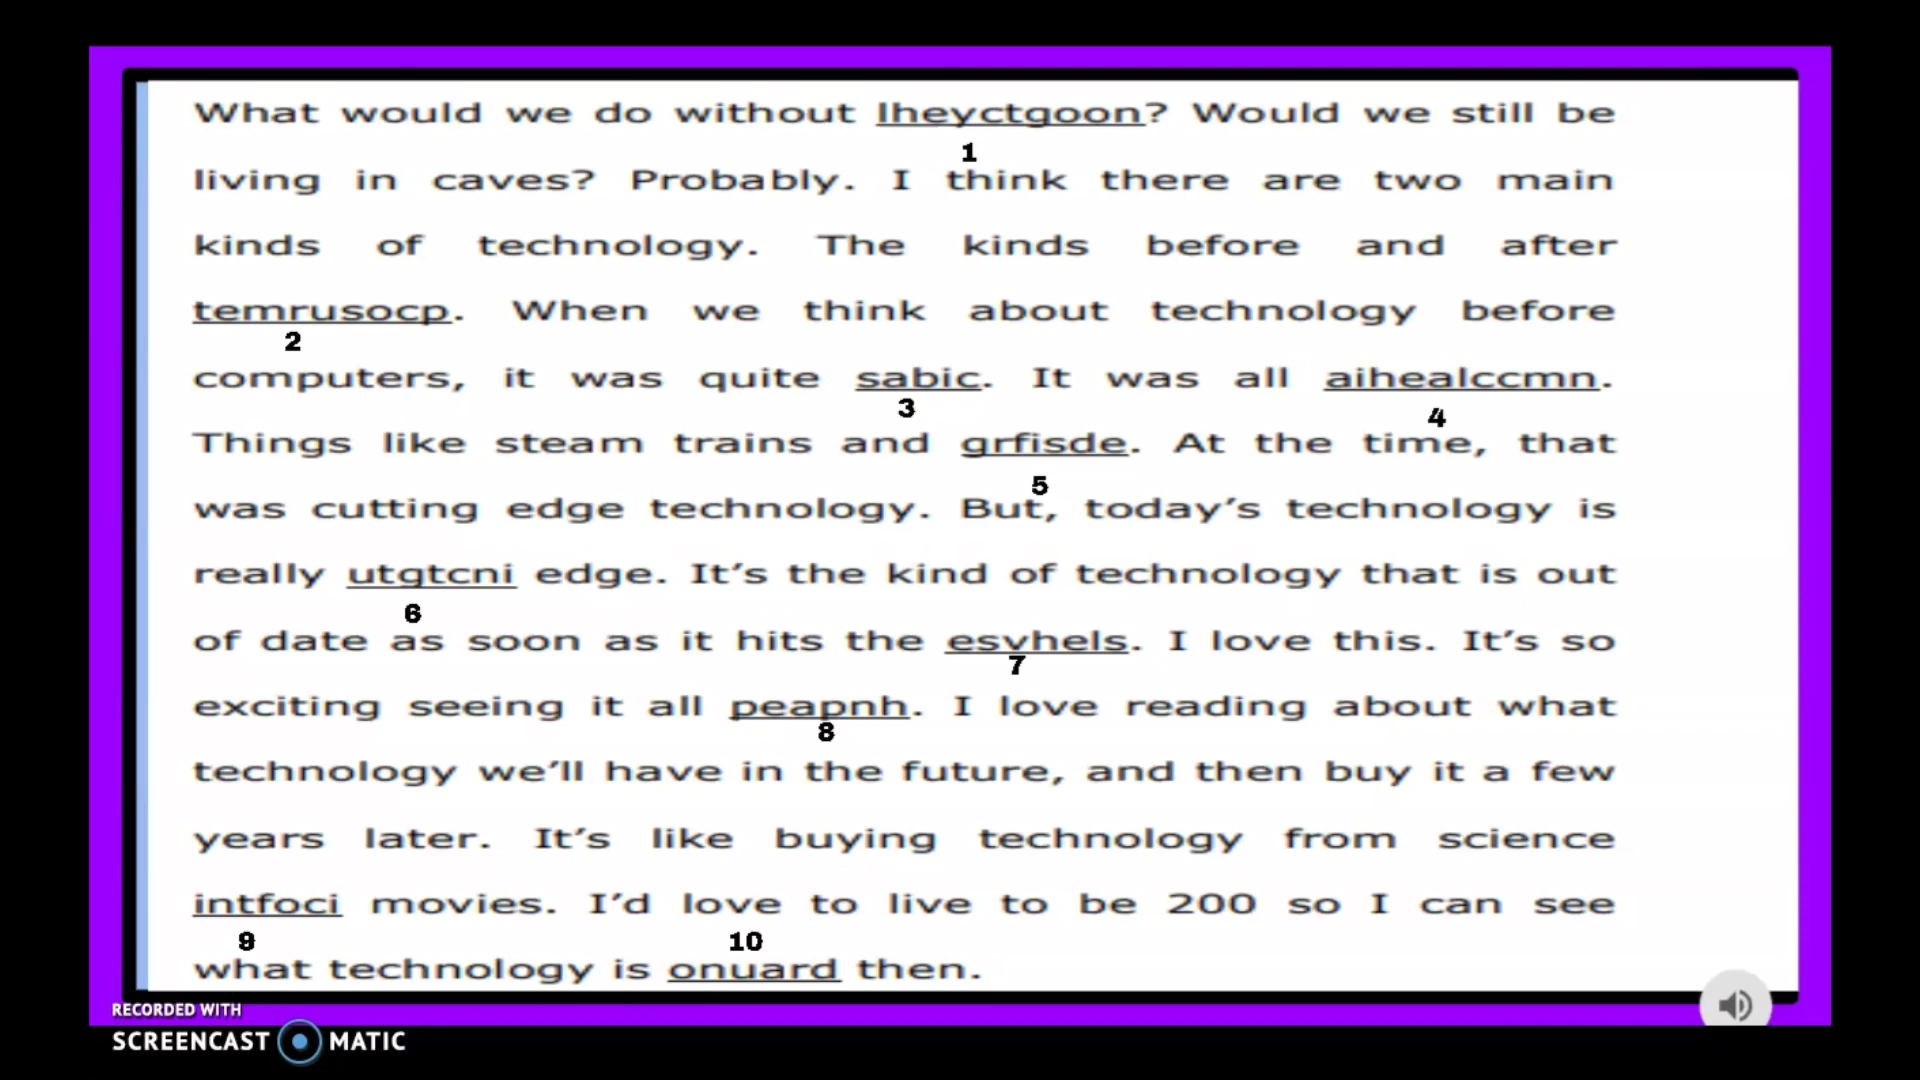 What would we do without lheyctgoon? Would we still be
1
living in caves? Probably. I think there are two main
kinds of technology. The kinds before and after
temrusocp. When we think about technology before
2
computers, it was quite sabic. It was all aihealccmn.
3 4
Things like steam trains and grfisde. At the time, that
5
was cutting edge technology. But, today's technology is
really utgtcni edge. It's the kind of technology that is out
6
of date as soon as it hits the esvhels. I love this. It's so
7
exciting seeing it all peapnh. I love reading about what
8
technology we'll have in the future, and then buy it a few
years later. It's like buying technology from science
intfoci movies. I'd love to live to be 200 so I can see
9 10
what technology is onuard then.
RECORDED WITH
SCREENCAST MATIC